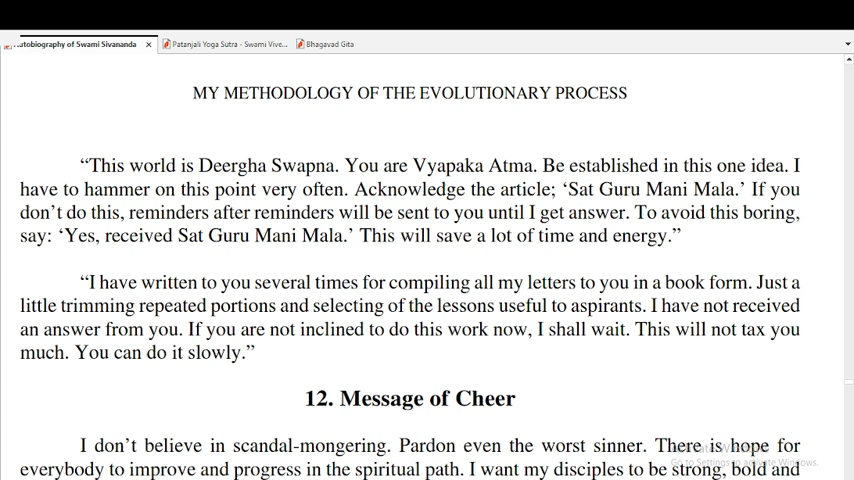 utobiography of Swami Sivananda
Patanjali Yoga Sutra - Swami Vive...
Bhagavad Gita
MY METHODOLOGY OF THE EVOLUTIONARY PROCESS
“This world is Deergha Swapna. You are Vyapaka Atma. Be established in this one idea. I
have to hammer on this point very often. Acknowledge the article; ‘Sat Guru Mani Mala.’ If you
don’t do this, reminders after reminders will be sent to you until I get answer. To avoid this boring,
say: ‘Yes, received Sat Guru Mani Mala.’ This will save a lot of time and energy.”
“I have written to you several times for compiling all my letters to you in a book form. Just a
little trimming repeated portions and selecting of the lessons useful to aspirants. I have not received
an answer from you. If you are not inclined to do this work now, I shall wait. This will not tax you
much. You can do it slowly.”
12. Message of Cheer
I don’t believe in scandal-mongering. Pardon even the worst sinner. There is hope for
everybody to improve and progress in the spiritual path. I want my disciples to be strong, bold and
Activate Windows
Go to Settings to activate Windows.